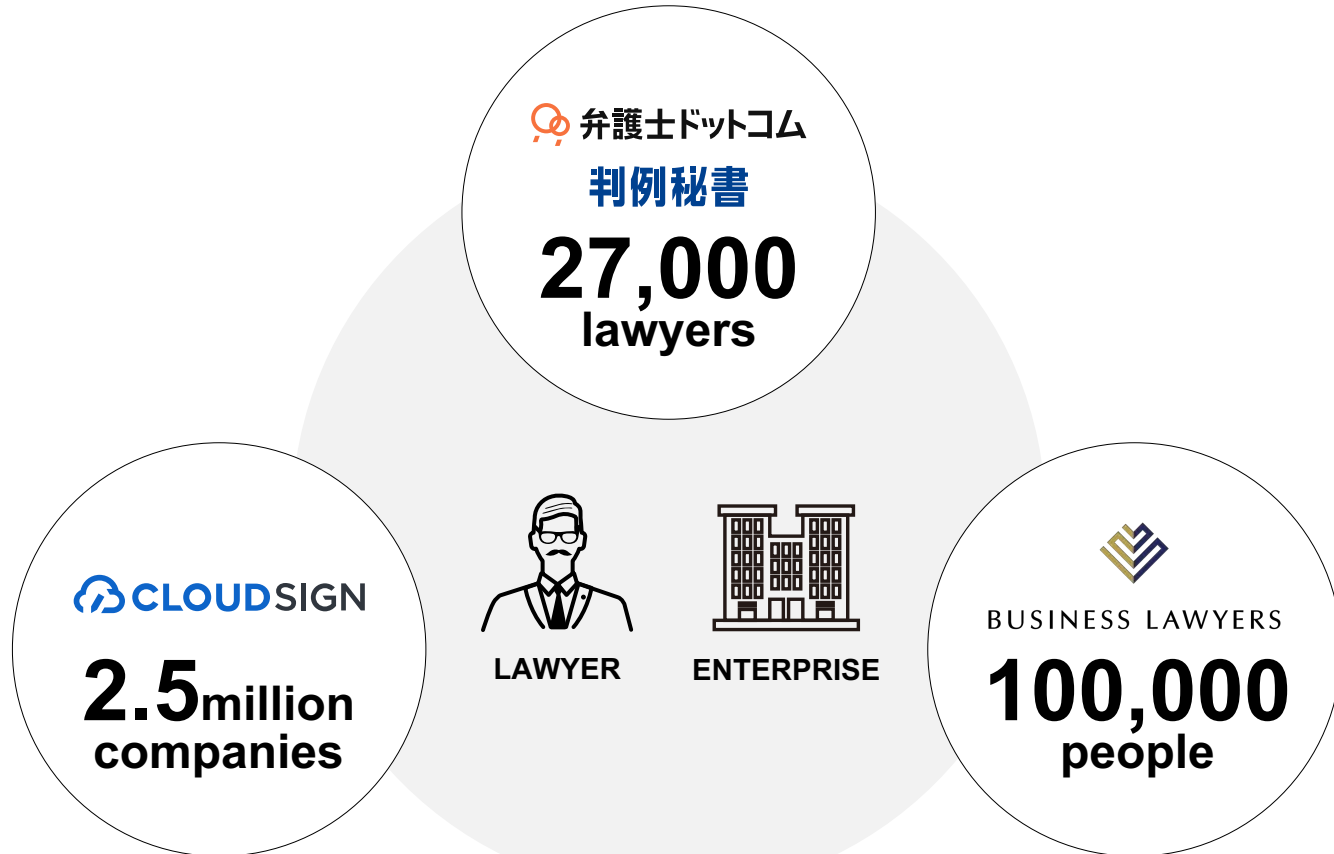 弁護士ドットコム
判例秘書
27,000
lawyers
CLOUDSIGN
2.5million
companies
LAWYER
ENTERPRISE
BUSINESS LAWYERS
100,000
people